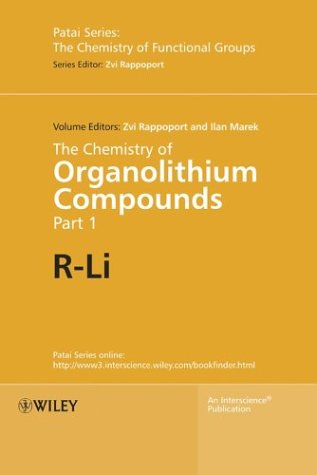 Patai Series:
The Chemistry of Functional Groups
Series Editor: Zvi Rappoport
Volume Editors: Zvi Rappoport and Ilan Marek
The Chemistry of
Organolithium
Compounds
Part 1
R-Li
Patai Series online:
http://www3.interscience.wiley.com/bookfinder.html
WILEY
An Interscience®
Publication